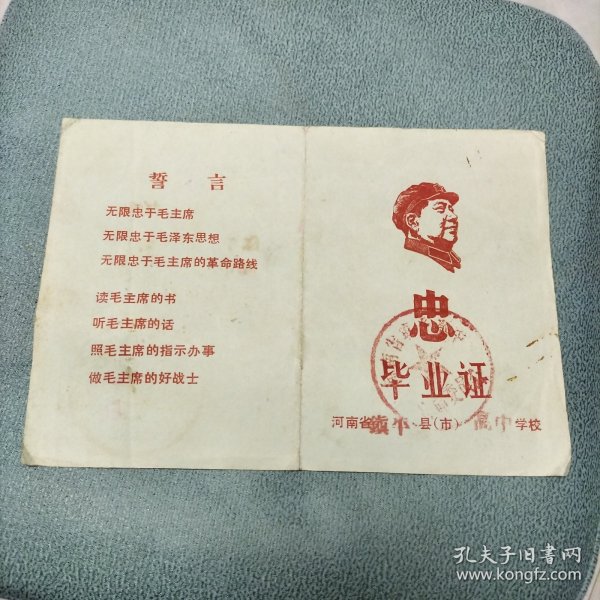 誓 言
无限忠于毛主席
无限忠于毛泽东思想
无限忠于毛主席的革命路线
读毛主席的书
听毛主席的话
照毛主席的指示办事
做毛主席的好战士
忠
毕业证
河南省镇平县(市)高中学校
孔夫子旧书网
www.kongfz.com